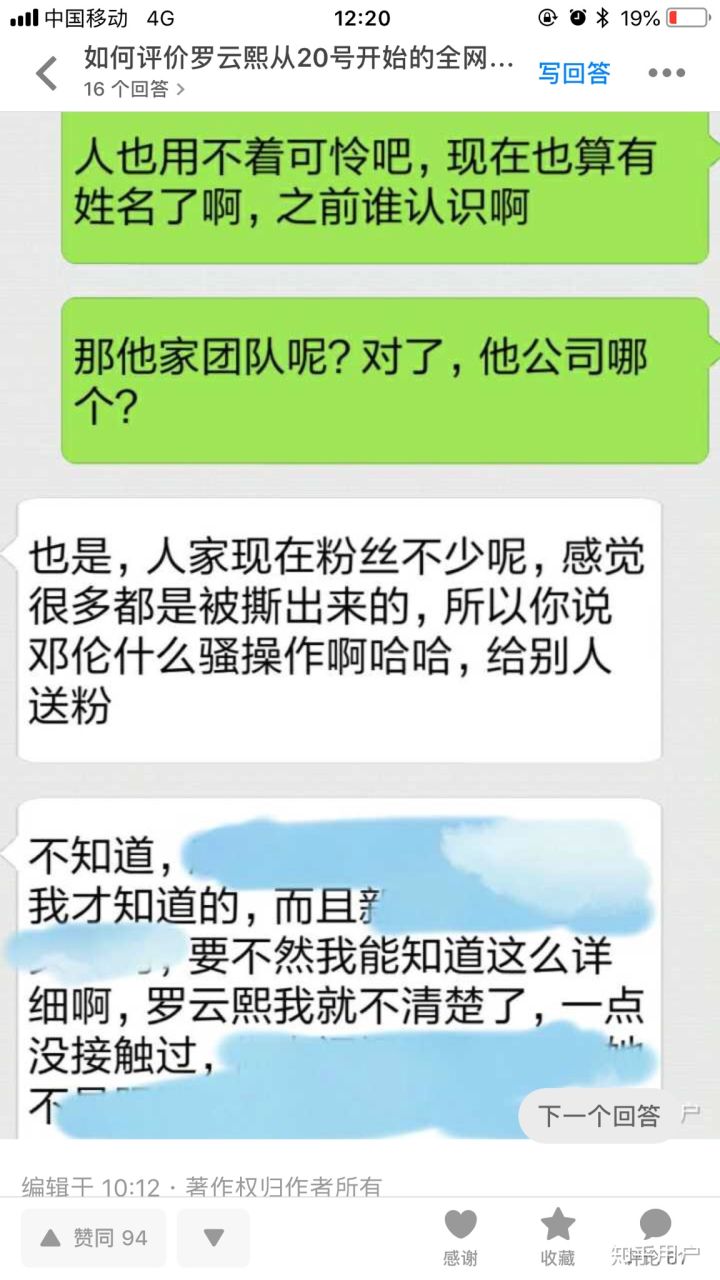 中国移动 4G 12:20 19%
如何评价罗云熙从20号开始的全网...
16 个回答
写回答
人也用不着可怜吧，现在也算有
姓名了啊，之前谁认识啊
那他家团队呢？对了，他公司哪
个？
也是，人家现在粉丝不少呢，感觉
很多都是被撕出来的，所以你说
邓伦什么骚操作啊哈哈，给别人
送粉
不知道，
我才知道的，而且新
，要不然我能知道这么详
细啊，罗云熙我就不清楚了，一点
没接触过，
不
下一个回答
编辑于 10:12 · 著作权归作者所有
赞同 94
感谢
收藏
评论 67
知乎用户